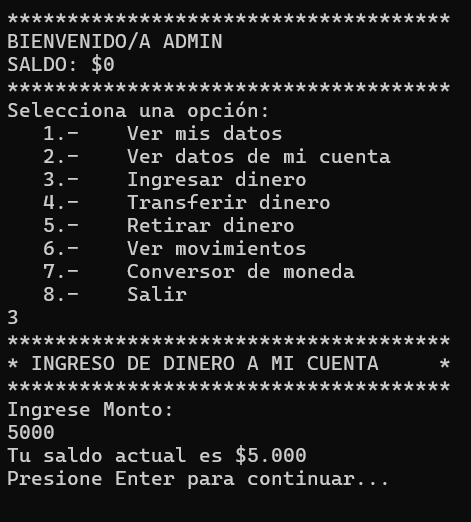 *************************************
BIENVENIDO/A ADMIN
SALDO: $0
*************************************
Selecciona una opción:
   1.-    Ver mis datos
   2.-    Ver datos de mi cuenta
   3.-    Ingresar dinero
   4.-    Transferir dinero
   5.-    Retirar dinero
   6.-    Ver movimientos
   7.-    Conversor de moneda
   8.-    Salir
3
*************************************
* INGRESO DE DINERO A MI CUENTA     *
*************************************
Ingrese Monto:
5000
Tu saldo actual es $5.000
Presione Enter para continuar...